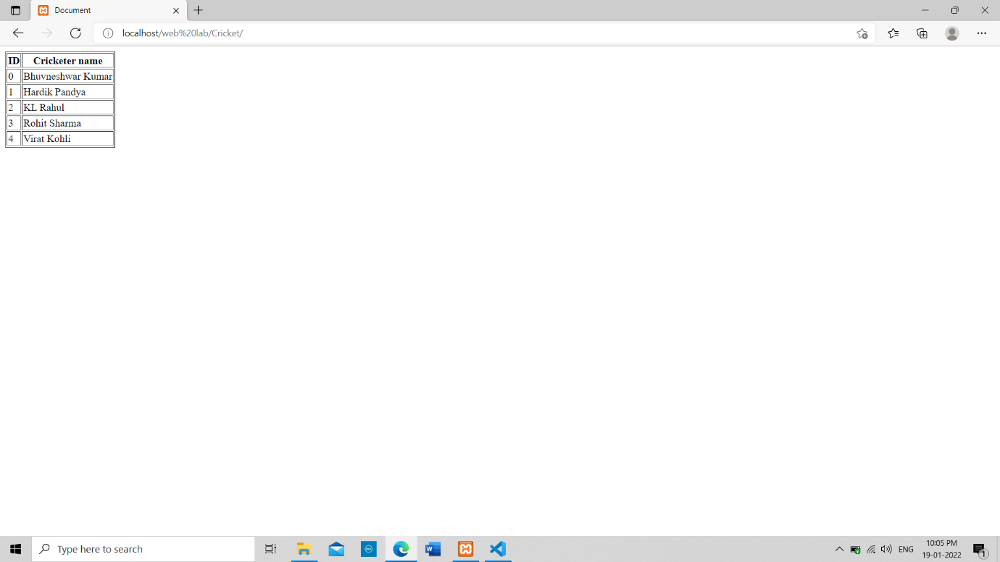 Document
localhost/web%20lab/Cricket/
ID Cricketer name
0 Bhuvneshwar Kumar
1 Hardik Pandya
2 KL Rahul
3 Rohit Sharma
4 Virat Kohli
Type here to search
W
ENG
10:05 PM
19-01-2022
1